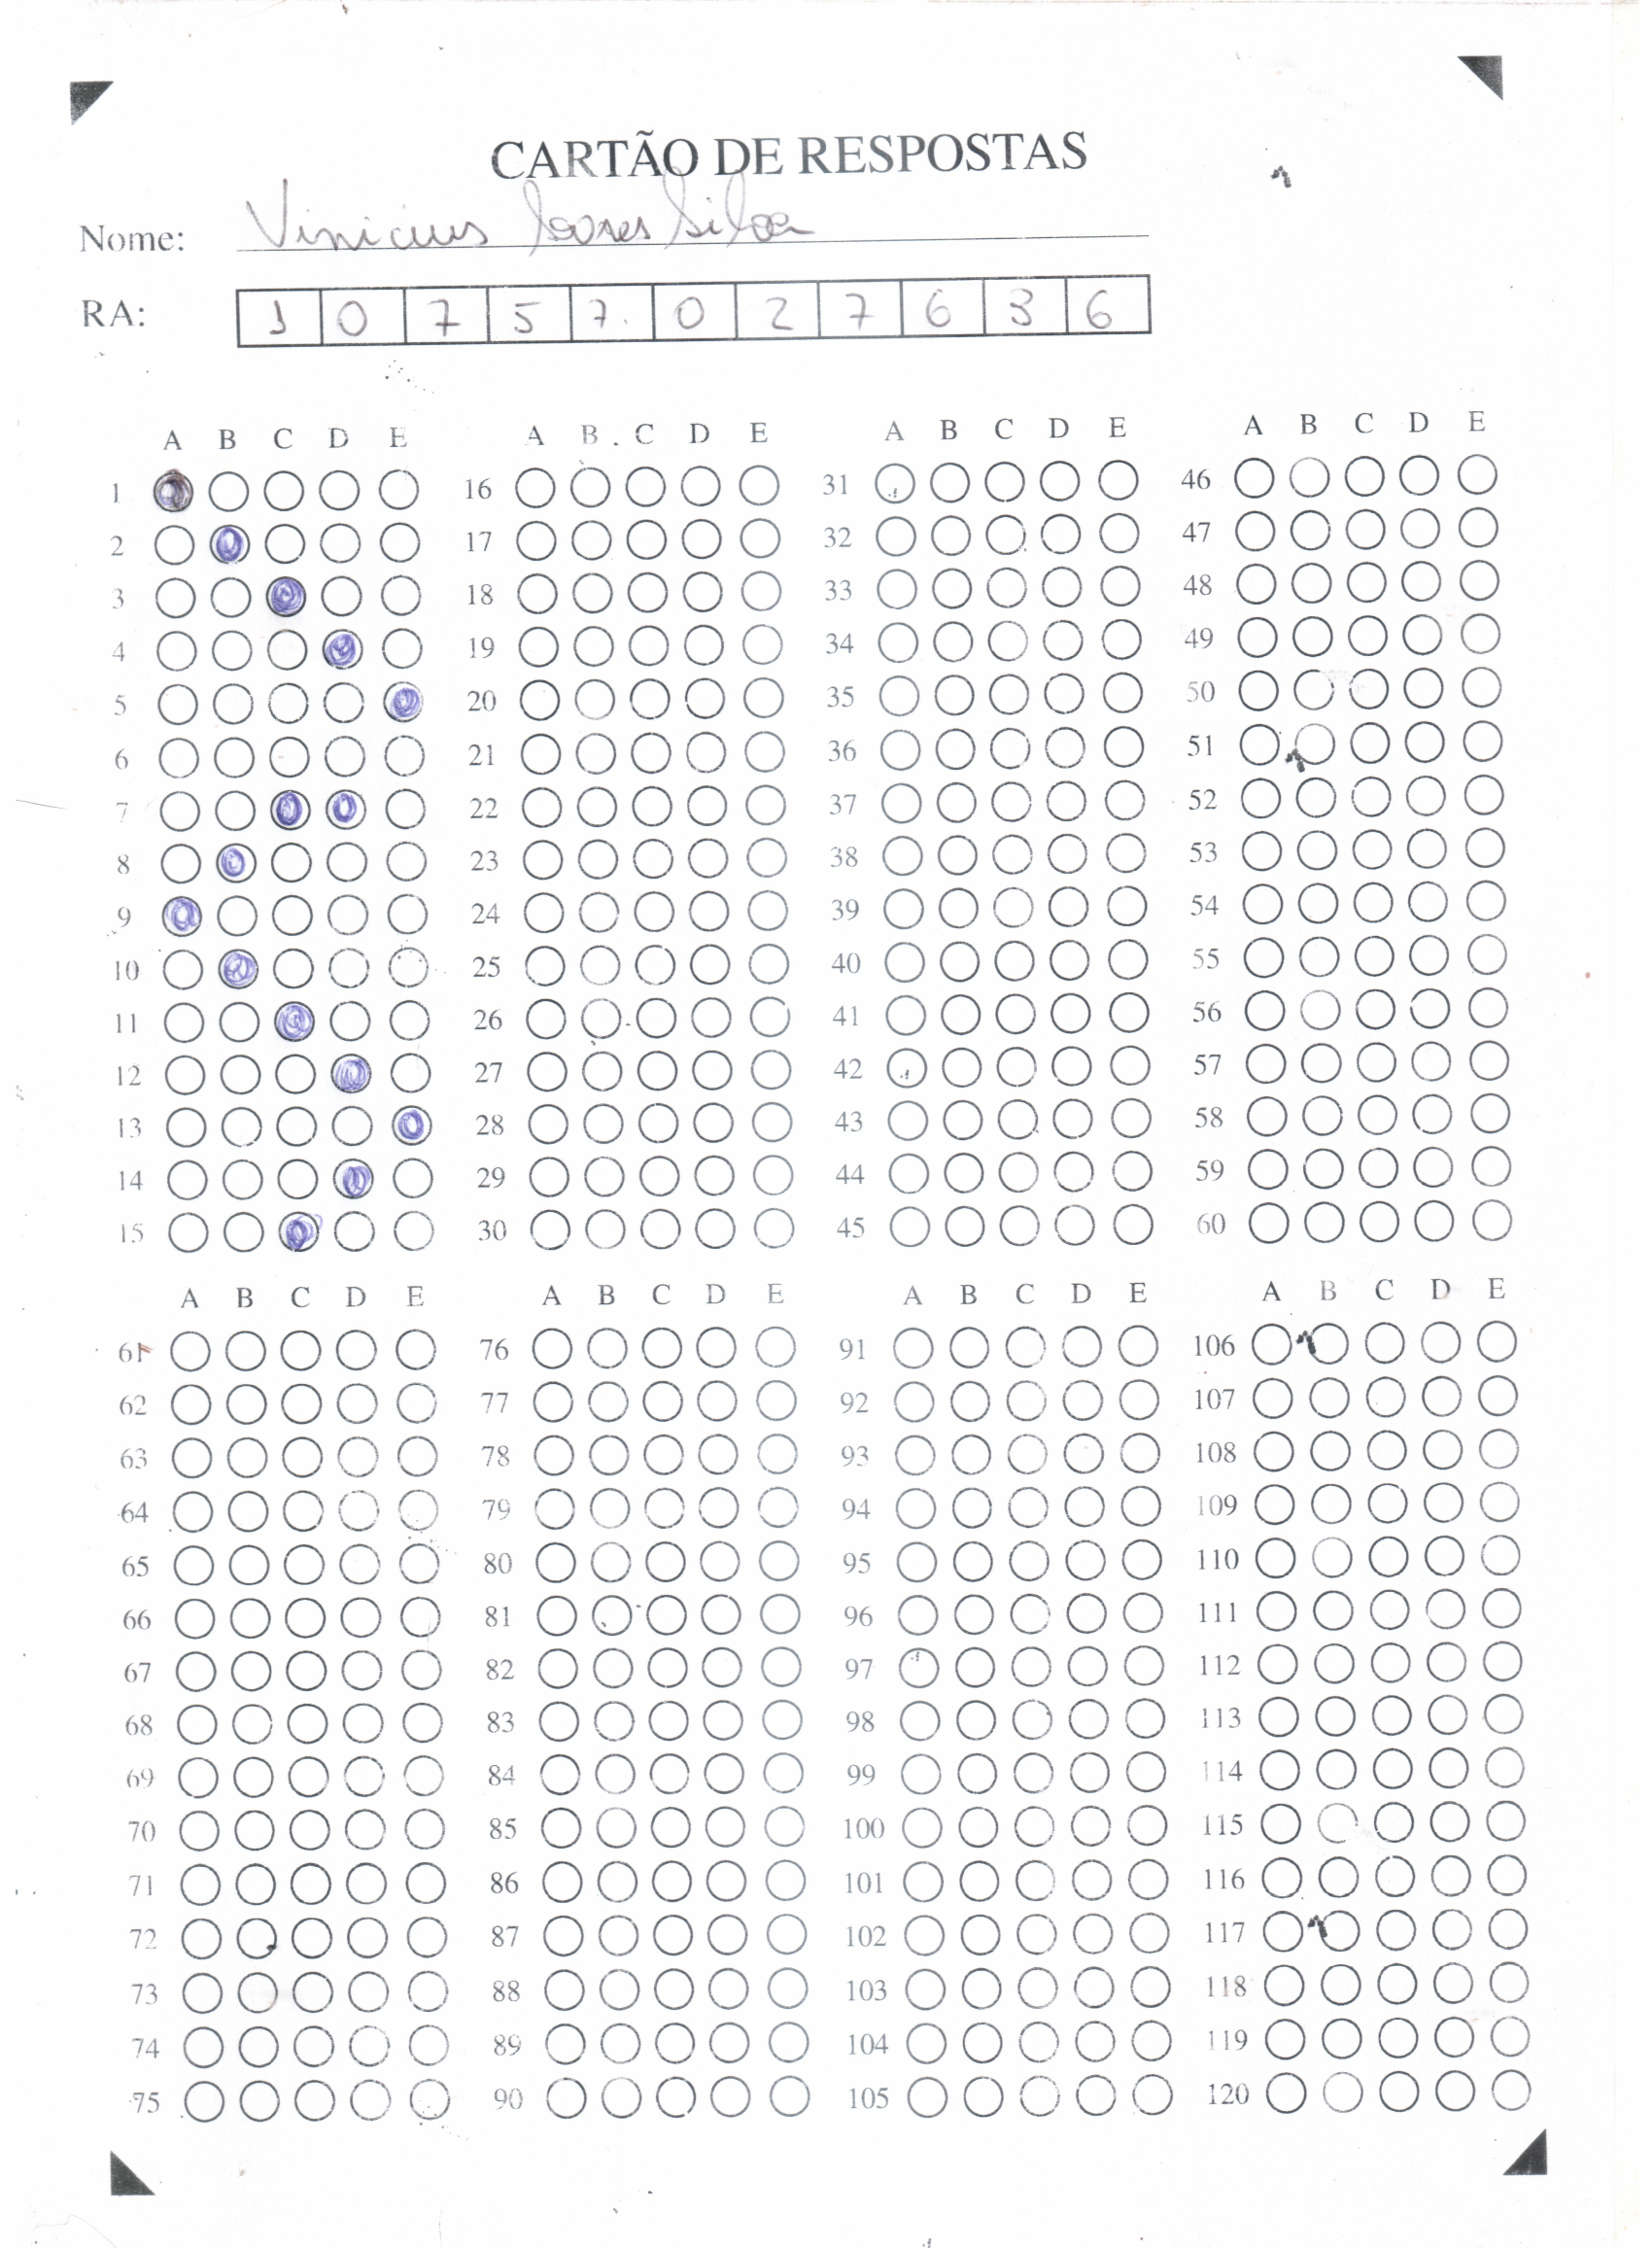 CARTÃO DE RESPOSTAS
Nome: Vinicius Soares Silva
RA: 1 0 7 5 7. 0 2 7 6 3 6
A B C D E A B C D E A B C D E A B C D E
1 16 31 46
2 17 32 47
3 18 33 48
4 19 34 49
5 20 35 50
6 21 36 51
7 22 37 52
8 23 38 53
9 24 39 54
10 25 40 55
11 26 41 56
12 27 42 57
13 28 43 58
14 29 44 59
15 30 45 60
A B C D E A B C D E A B C D E A B C D E
61 76 91 106
62 77 92 107
63 78 93 108
64 79 94 109
65 80 95 110
66 81 96 111
67 82 97 112
68 83 98 113
69 84 99 114
70 85 100 115
71 86 101 116
72 87 102 117
73 88 103 118
74 89 104 119
75 90 105 120